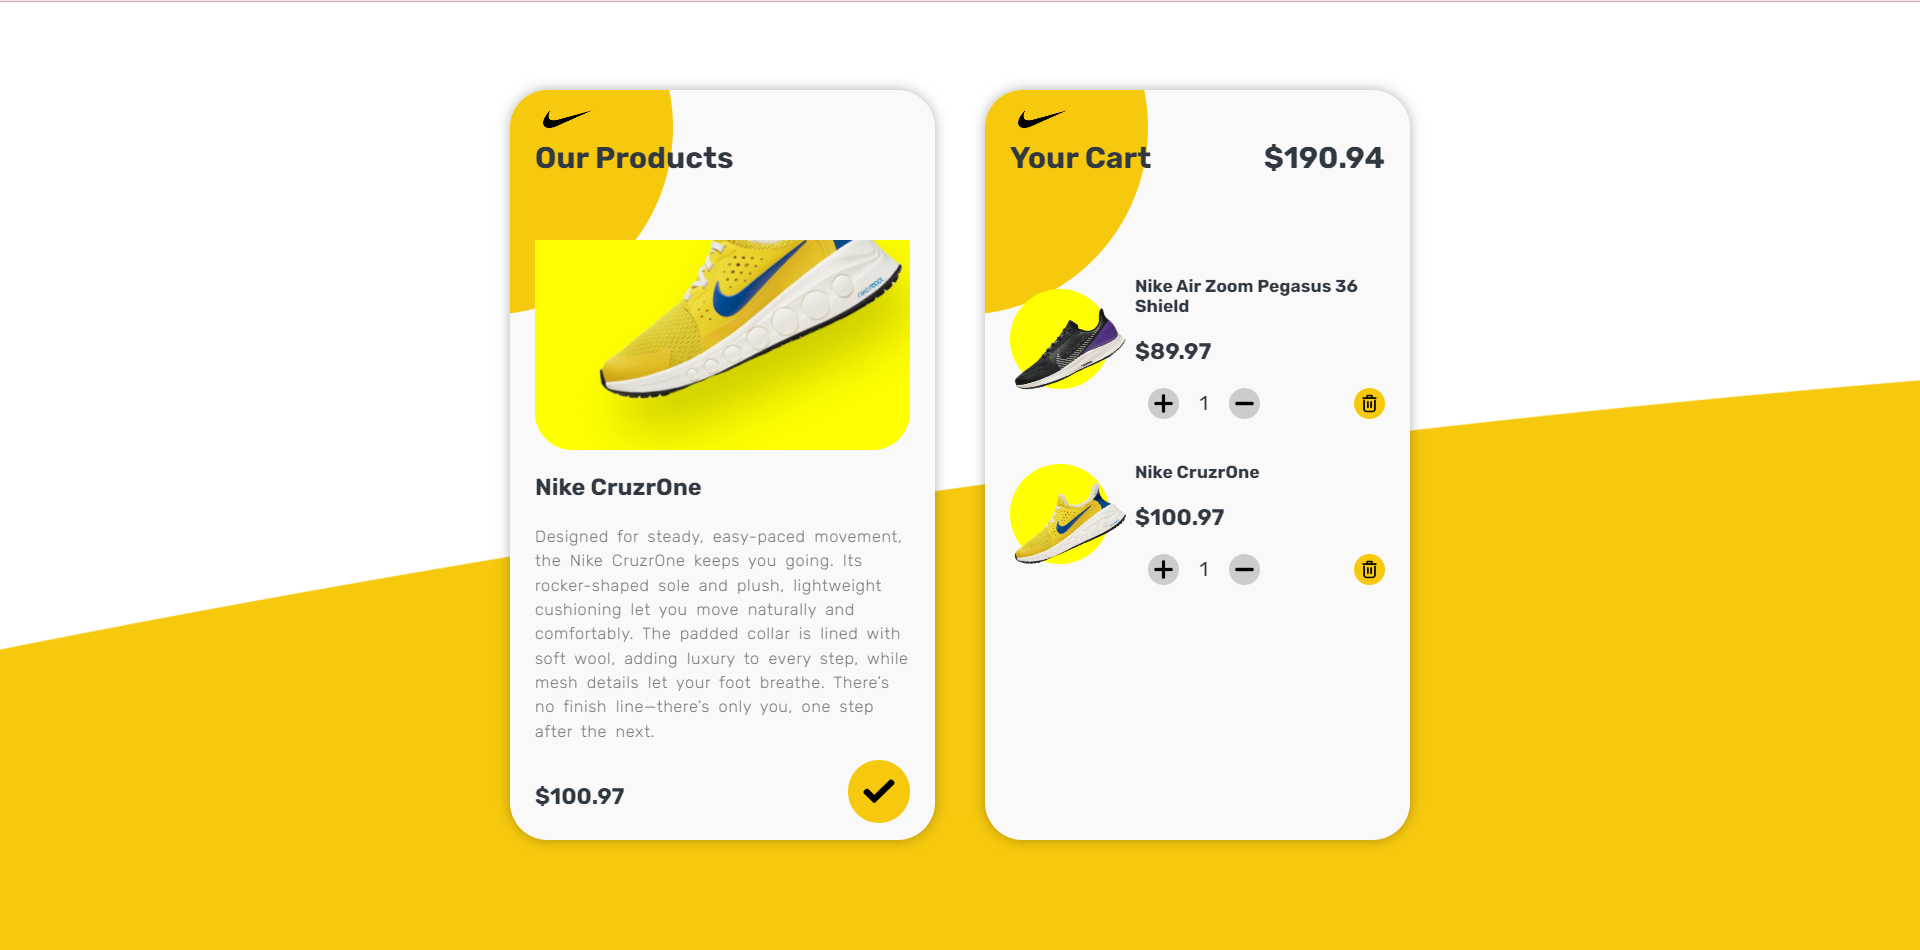 Our Products
Nike CruzrOne
Designed for steady, easy-paced movement,
the Nike CruzrOne keeps you going. Its
rocker-shaped sole and plush, lightweight
cushioning let you move naturally and
comfortably. The padded collar is lined with
soft wool, adding luxury to every step, while
mesh details let your foot breathe. There's
no finish line—there's only you, one step
after the next.
$100.97
Your Cart
$190.94
Nike Air Zoom Pegasus 36
Shield
$89.97
1
Nike CruzrOne
$100.97
1